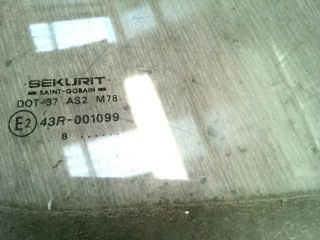 SEKURIT
SAINT-GOBAIN
DOT-37 AS2 M78
E2 43R-001099
8 ......